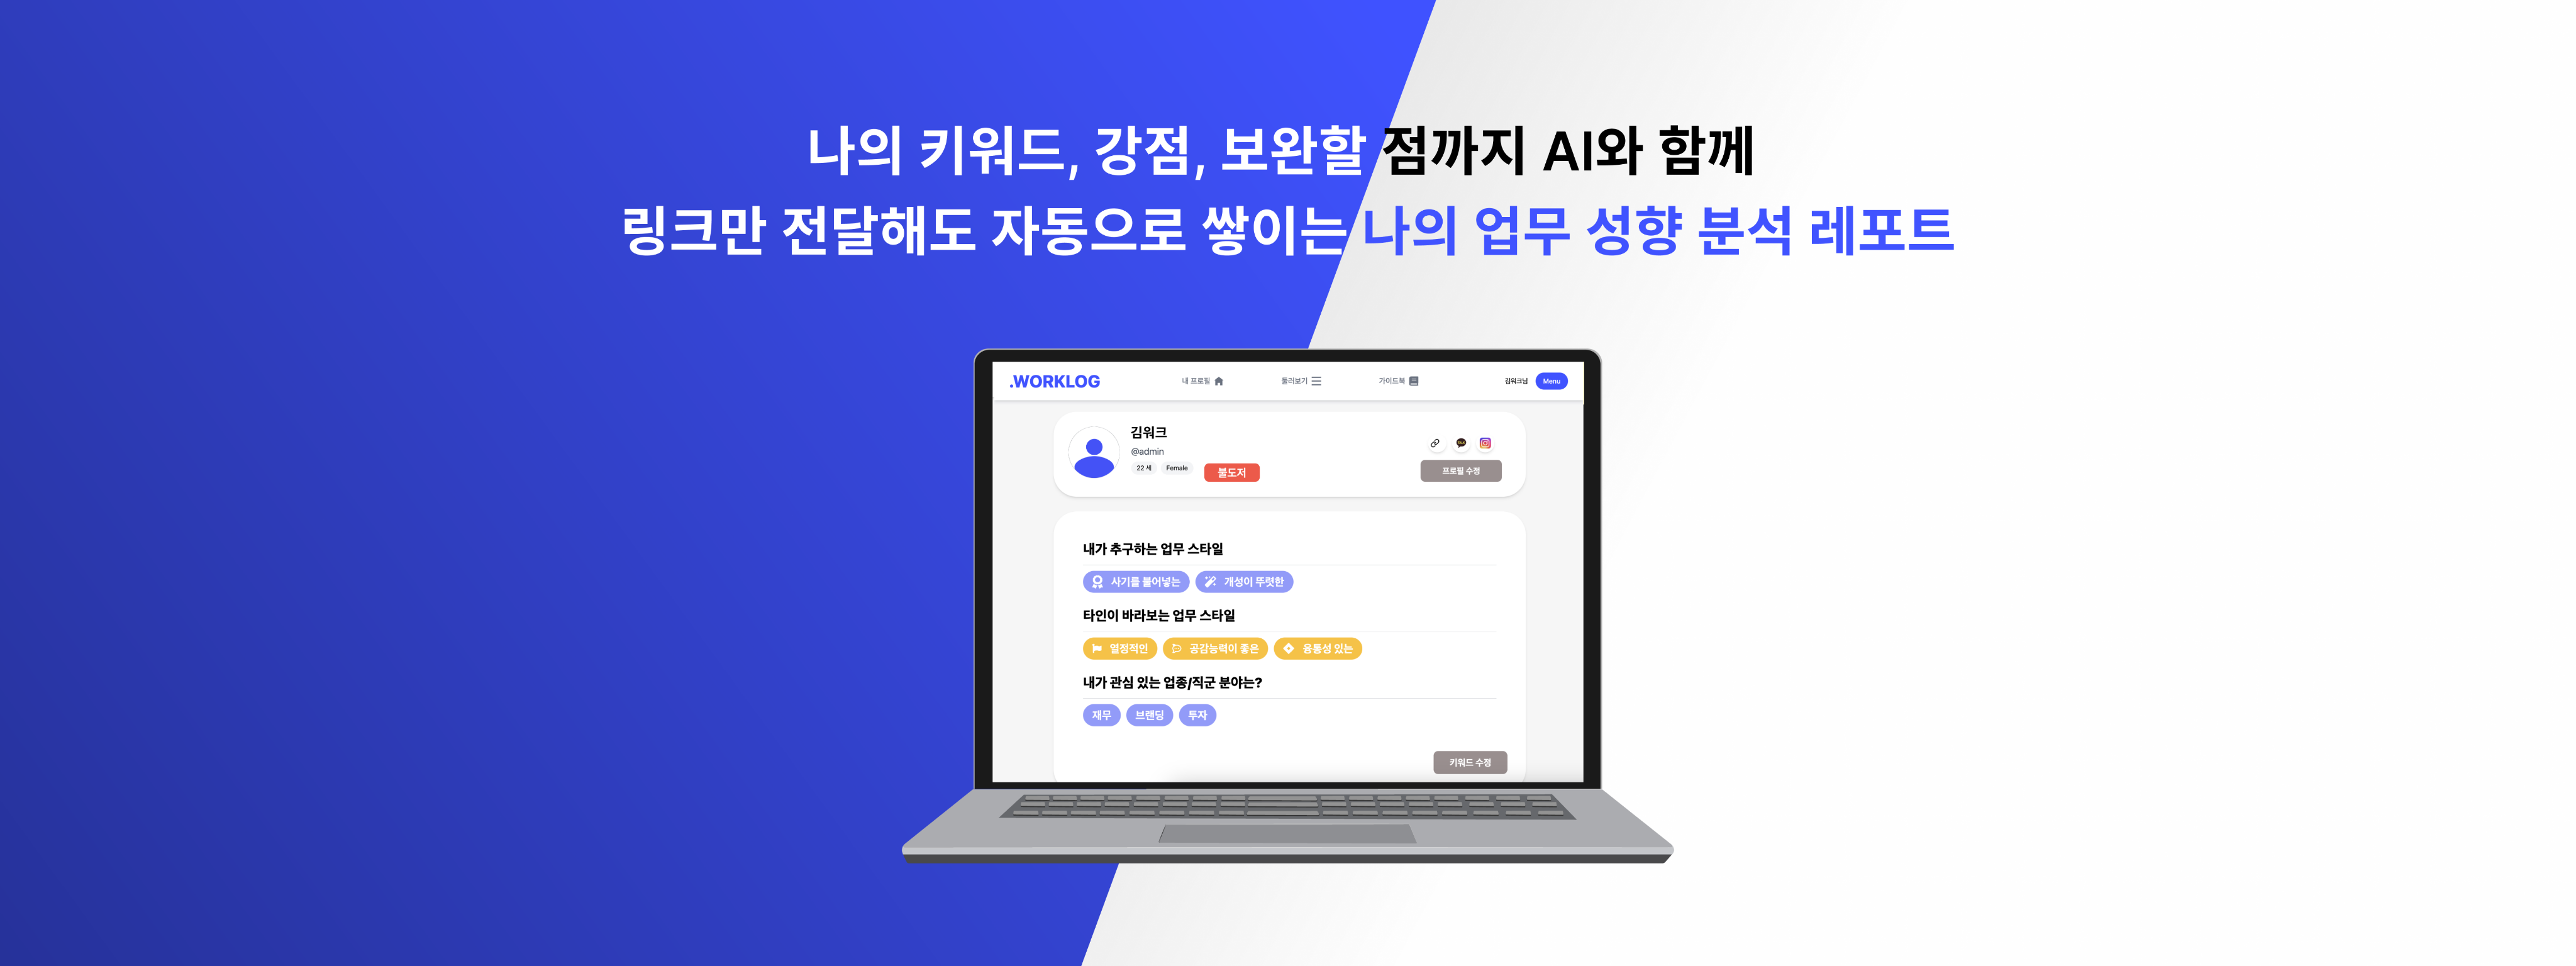 나의 키워드, 강점, 보완할 점까지 AI와 함께
링크만 전달해도 자동으로 쌓이는 나의 업무 성향 분석 레포트
.WORKLOG 내 프로필 둘러보기 가이드북 김워크님 Menu
김워크
@admin
22 세 Female 불도저
프로필 수정
내가 추구하는 업무 스타일
사기를 불어넣는 개성이 뚜렷한
타인이 바라보는 업무 스타일
열정적인 공감능력이 좋은 융통성 있는
내가 관심 있는 업종/직군 분야는?
재무 브랜딩 투자
키워드 수정